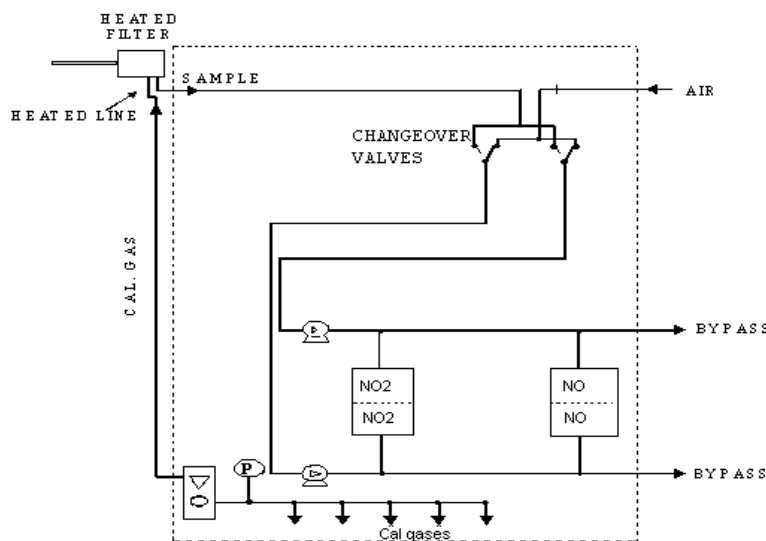 HEATED
FILTER
SAMPLE
AIR
HEATED LINE
CHANGEOVER
VALVES
CAL.GAS
BYPASS
NO2
NO2
NO
NO
BYPASS
P
Cal gases